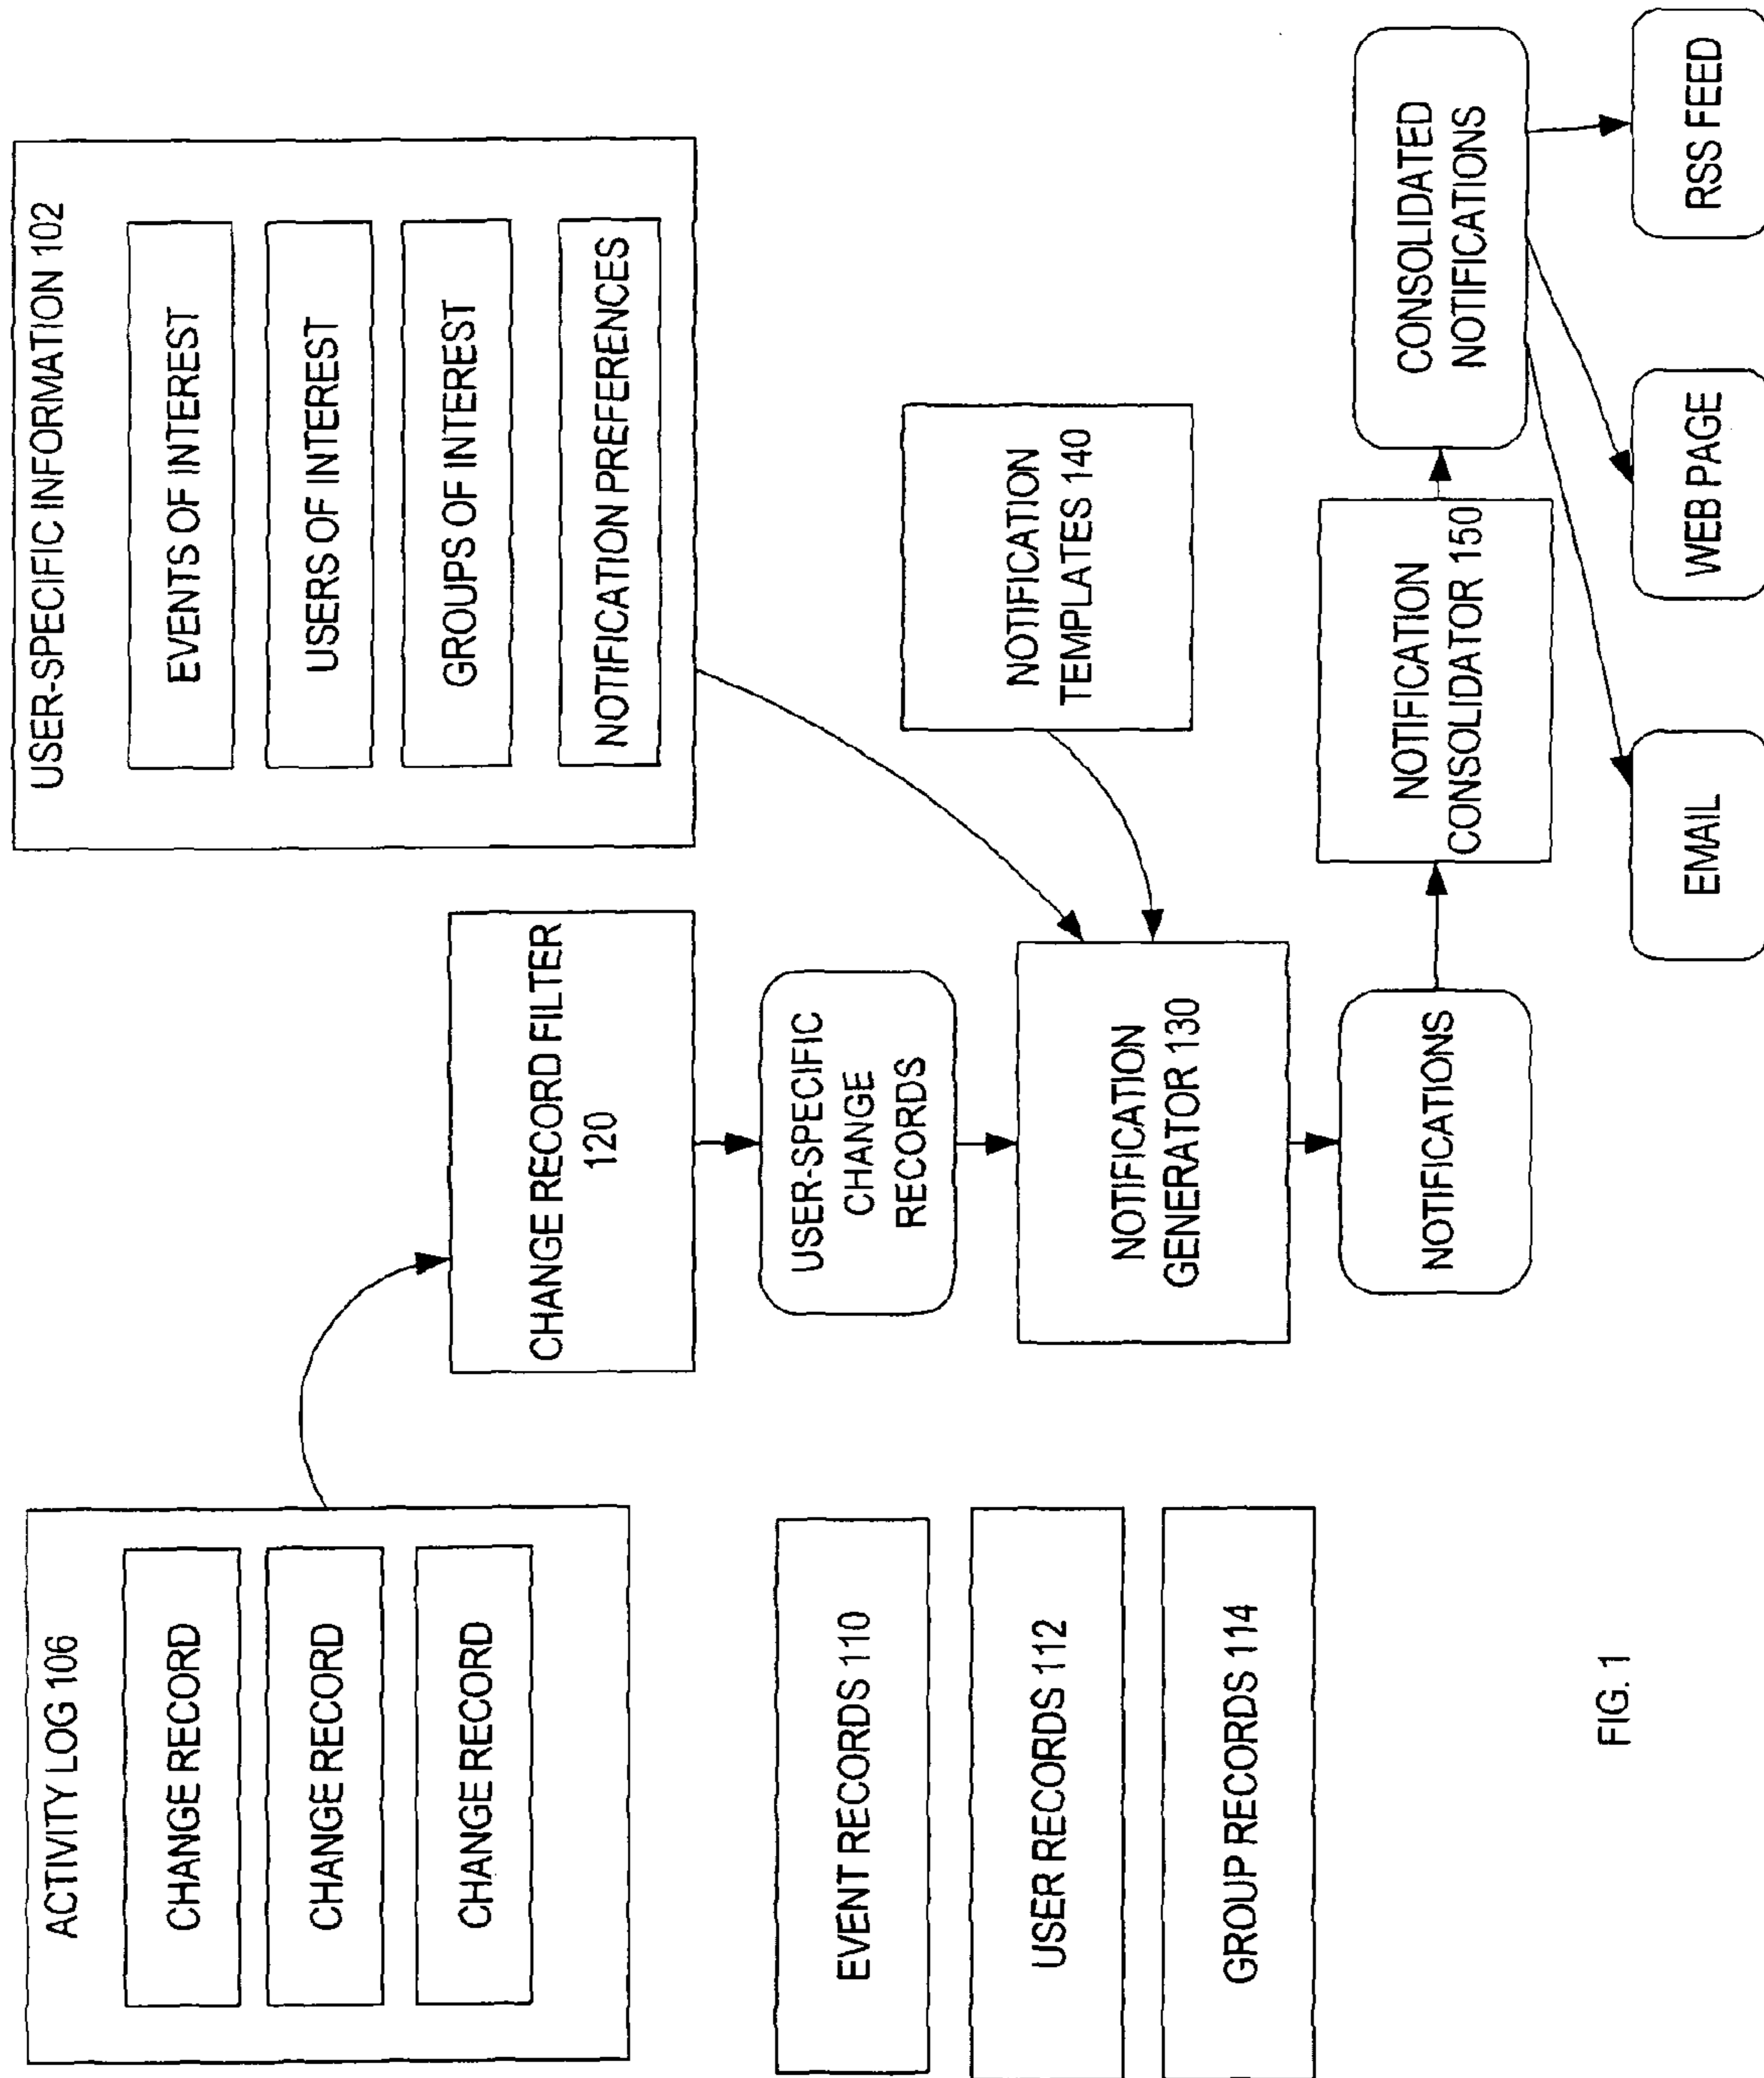 ACTIVITY LOG 106
CHANGE RECORD
CHANGE RECORD
CHANGE RECORD
EVENT RECORDS 110
USER RECORDS 112
GROUP RECORDS 114
CHANGE RECORD FILTER
120
USER-SPECIFIC
CHANGE
RECORDS
NOTIFICATION
GENERATOR 130
NOTIFICATIONS
USER-SPECIFIC INFORMATION 102
EVENTS OF INTEREST
USERS OF INTEREST
GROUPS OF INTEREST
NOTIFICATION PREFERENCES
NOTIFICATION
TEMPLATES 140
NOTIFICATION
CONSOLIDATOR 150
CONSOLIDATED
NOTIFICATIONS
EMAIL
WEB PAGE
RSS FEED
FIG. 1